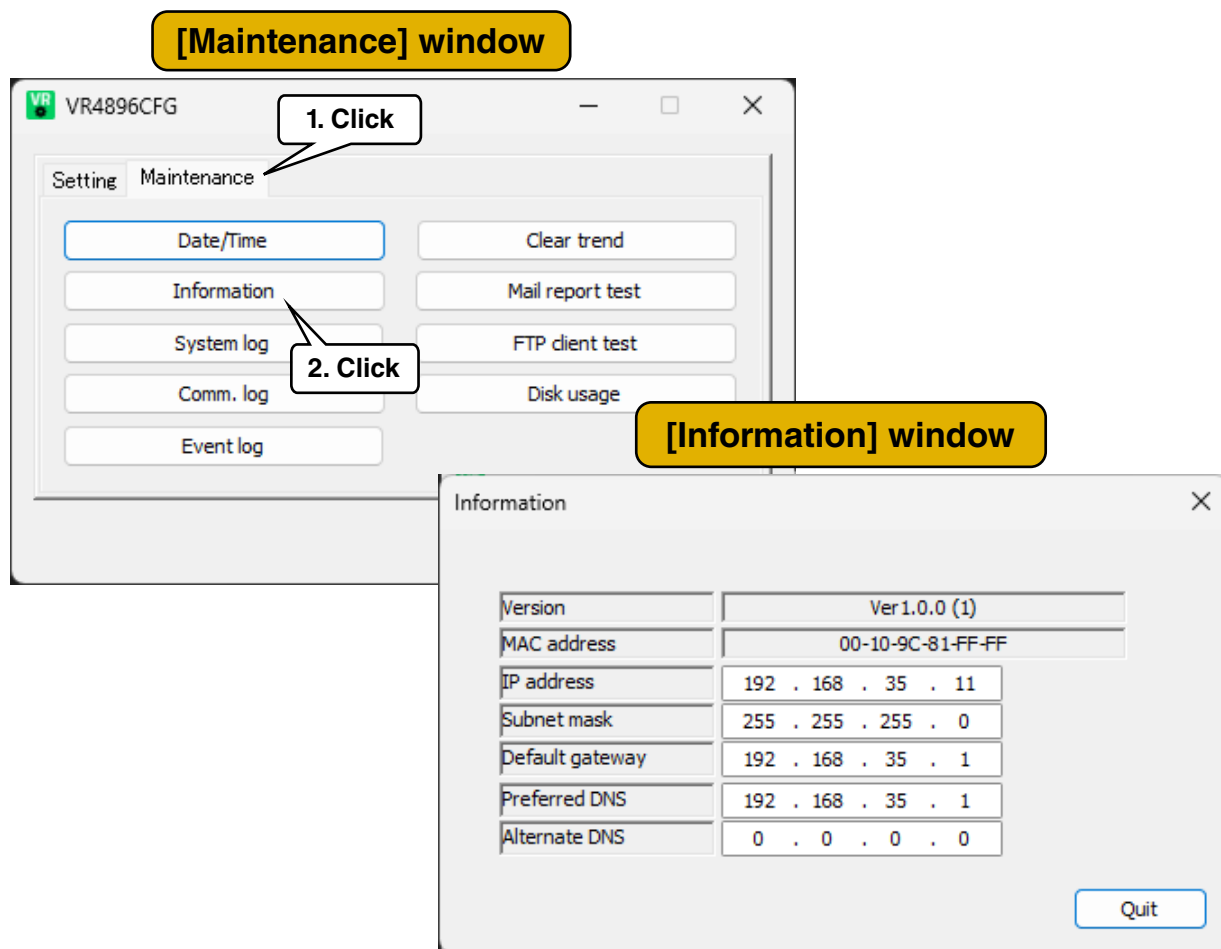 [Maintenance] window
VR
VR4896CFG
1. Click
Setting Maintenance
Date/Time Clear trend
Information Mail report test
System log FTP client test
2. Click
Comm. log Disk usage
Event log
[Information] window
Information
Version Ver1.0.0 (1)
MAC address 00-10-9C-81-FF-FF
IP address 192 . 168 . 35 . 11
Subnet mask 255 . 255 . 255 . 0
Default gateway 192 . 168 . 35 . 1
Preferred DNS 192 . 168 . 35 . 1
Alternate DNS 0 . 0 . 0 . 0
Quit